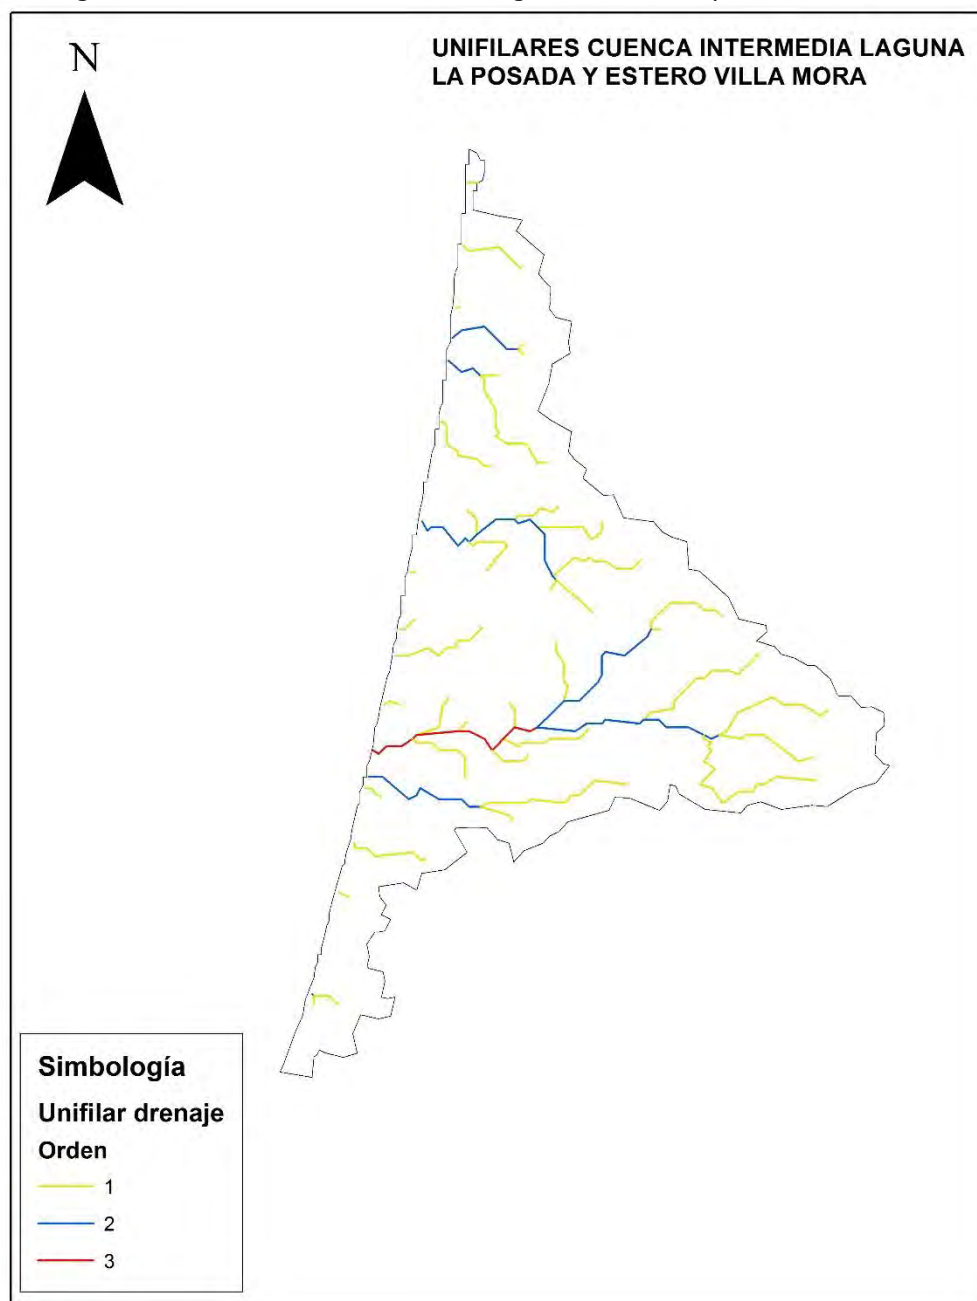 N
UNIFILARES CUENCA INTERMEDIA LAGUNA
LA POSADA Y ESTERO VILLA MORA
Simbología
Unifilar drenaje
Orden
1
2
3